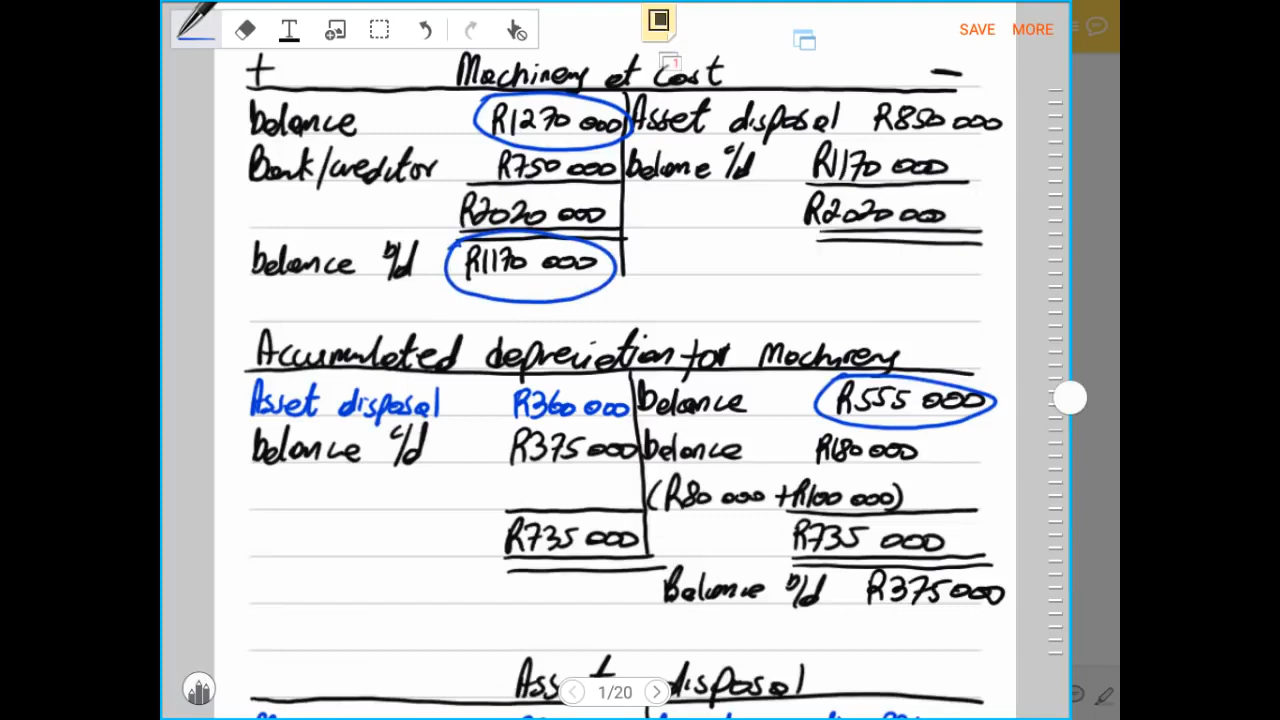 SAVE MORE
1
+ Machinery at Cost -
balance R1270 000 Asset disposal R850 000
Bank/creditor R750 000 balance c/d R1170 000
R2020 000 R2020 000
balance b/d R1170 000
Accumulated depreciation for Machinery
Asset disposal R360 000 balance R555 000
balance c/d R375 000 balance R180 000
(R80 000 + R100 000)
R735 000 R735 000
Balance b/d R375 000
disposal
1/20